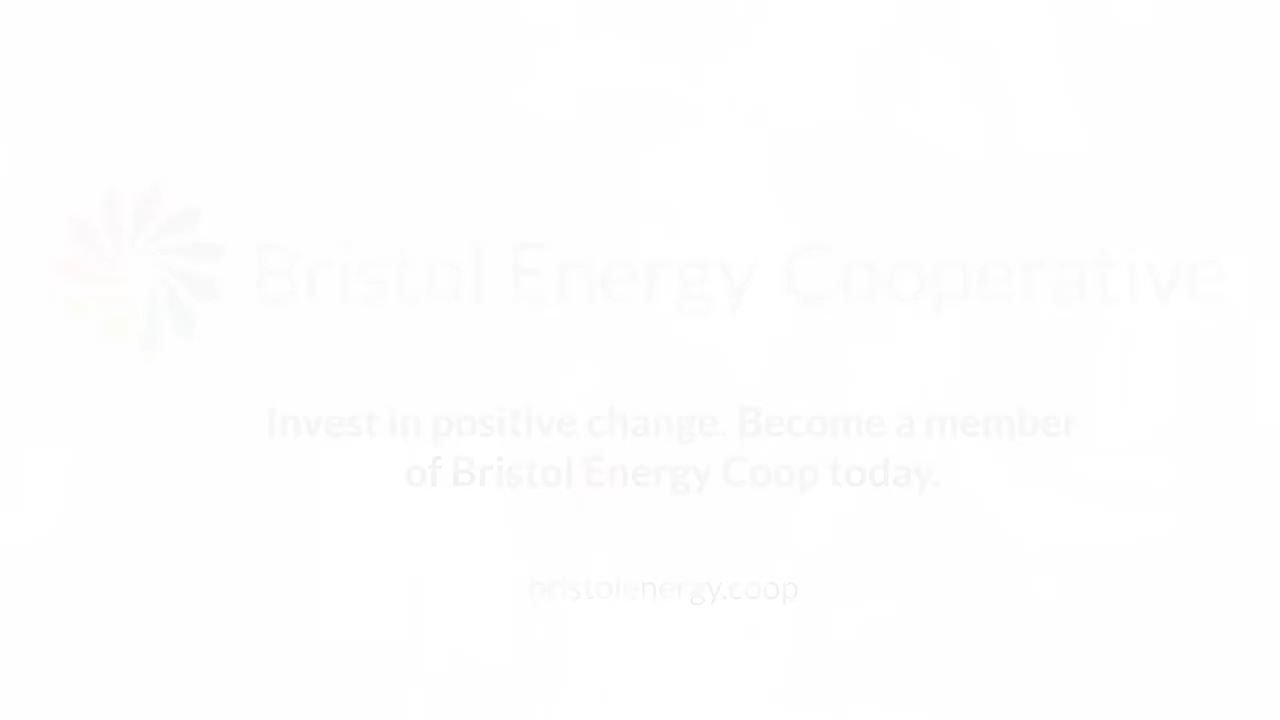 Bristol Energy Cooperative
Invest in positive change. Become a member
of Bristol Energy Coop today.
bristolenergy.coop